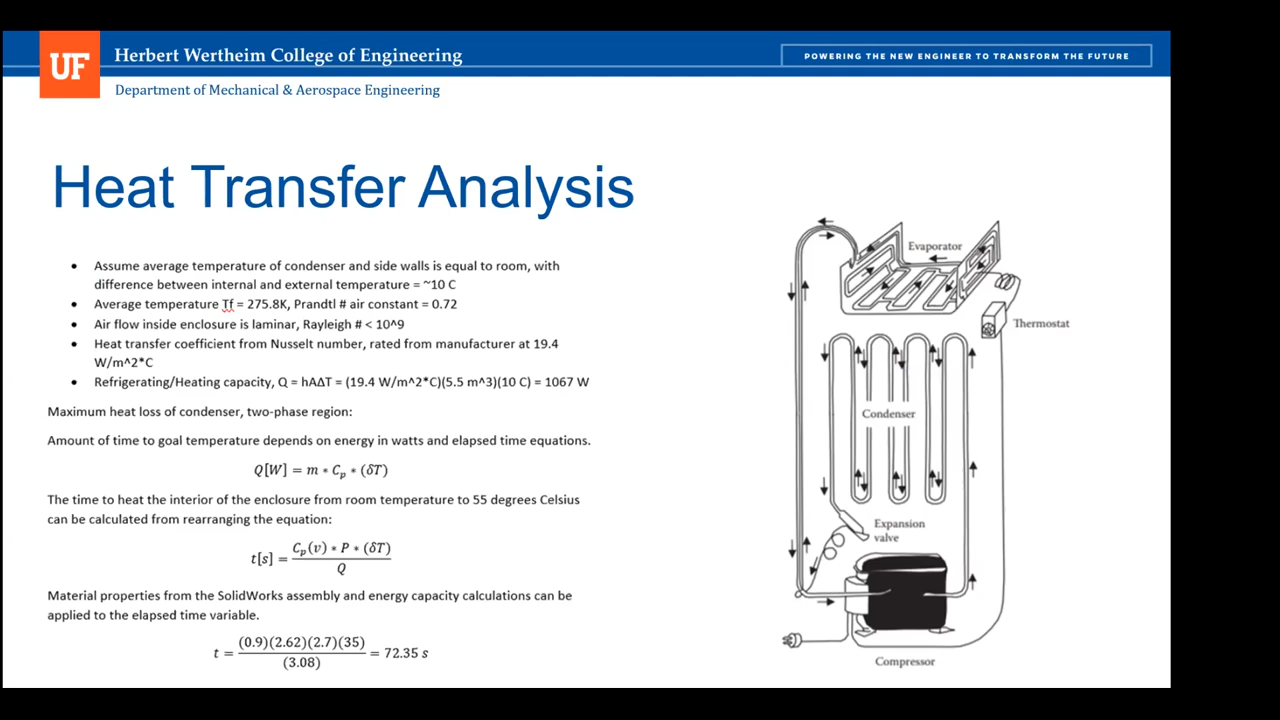 UF
Herbert Wertheim College of Engineering
POWERING THE NEW ENGINEER TO TRANSFORM THE FUTURE
Department of Mechanical & Aerospace Engineering
Heat Transfer Analysis
• Assume average temperature of condenser and side walls is equal to room, with
difference between internal and external temperature = ~10 C
• Average temperature Tf = 275.8K, Prandtl # air constant = 0.72
• Air flow inside enclosure is laminar, Rayleigh # < 10^9
• Heat transfer coefficient from Nusselt number, rated from manufacturer at 19.4
W/m^2*C
• Refrigerating/Heating capacity, Q = hAΔT = (19.4 W/m^2*C)(5.5 m^3)(10 C) = 1067 W
Maximum heat loss of condenser, two-phase region:
Amount of time to goal temperature depends on energy in watts and elapsed time equations.
Q[W] = m * Cp * (δT)
The time to heat the interior of the enclosure from room temperature to 55 degrees Celsius
can be calculated from rearranging the equation:
t[s] = Cp(v) * P * (δT) / Q
Material properties from the SolidWorks assembly and energy capacity calculations can be
applied to the elapsed time variable.
t = (0.9)(2.62)(2.7)(35) / (3.08) = 72.35 s
Evaporator
Thermostat
Condenser
Expansion
valve
Compressor